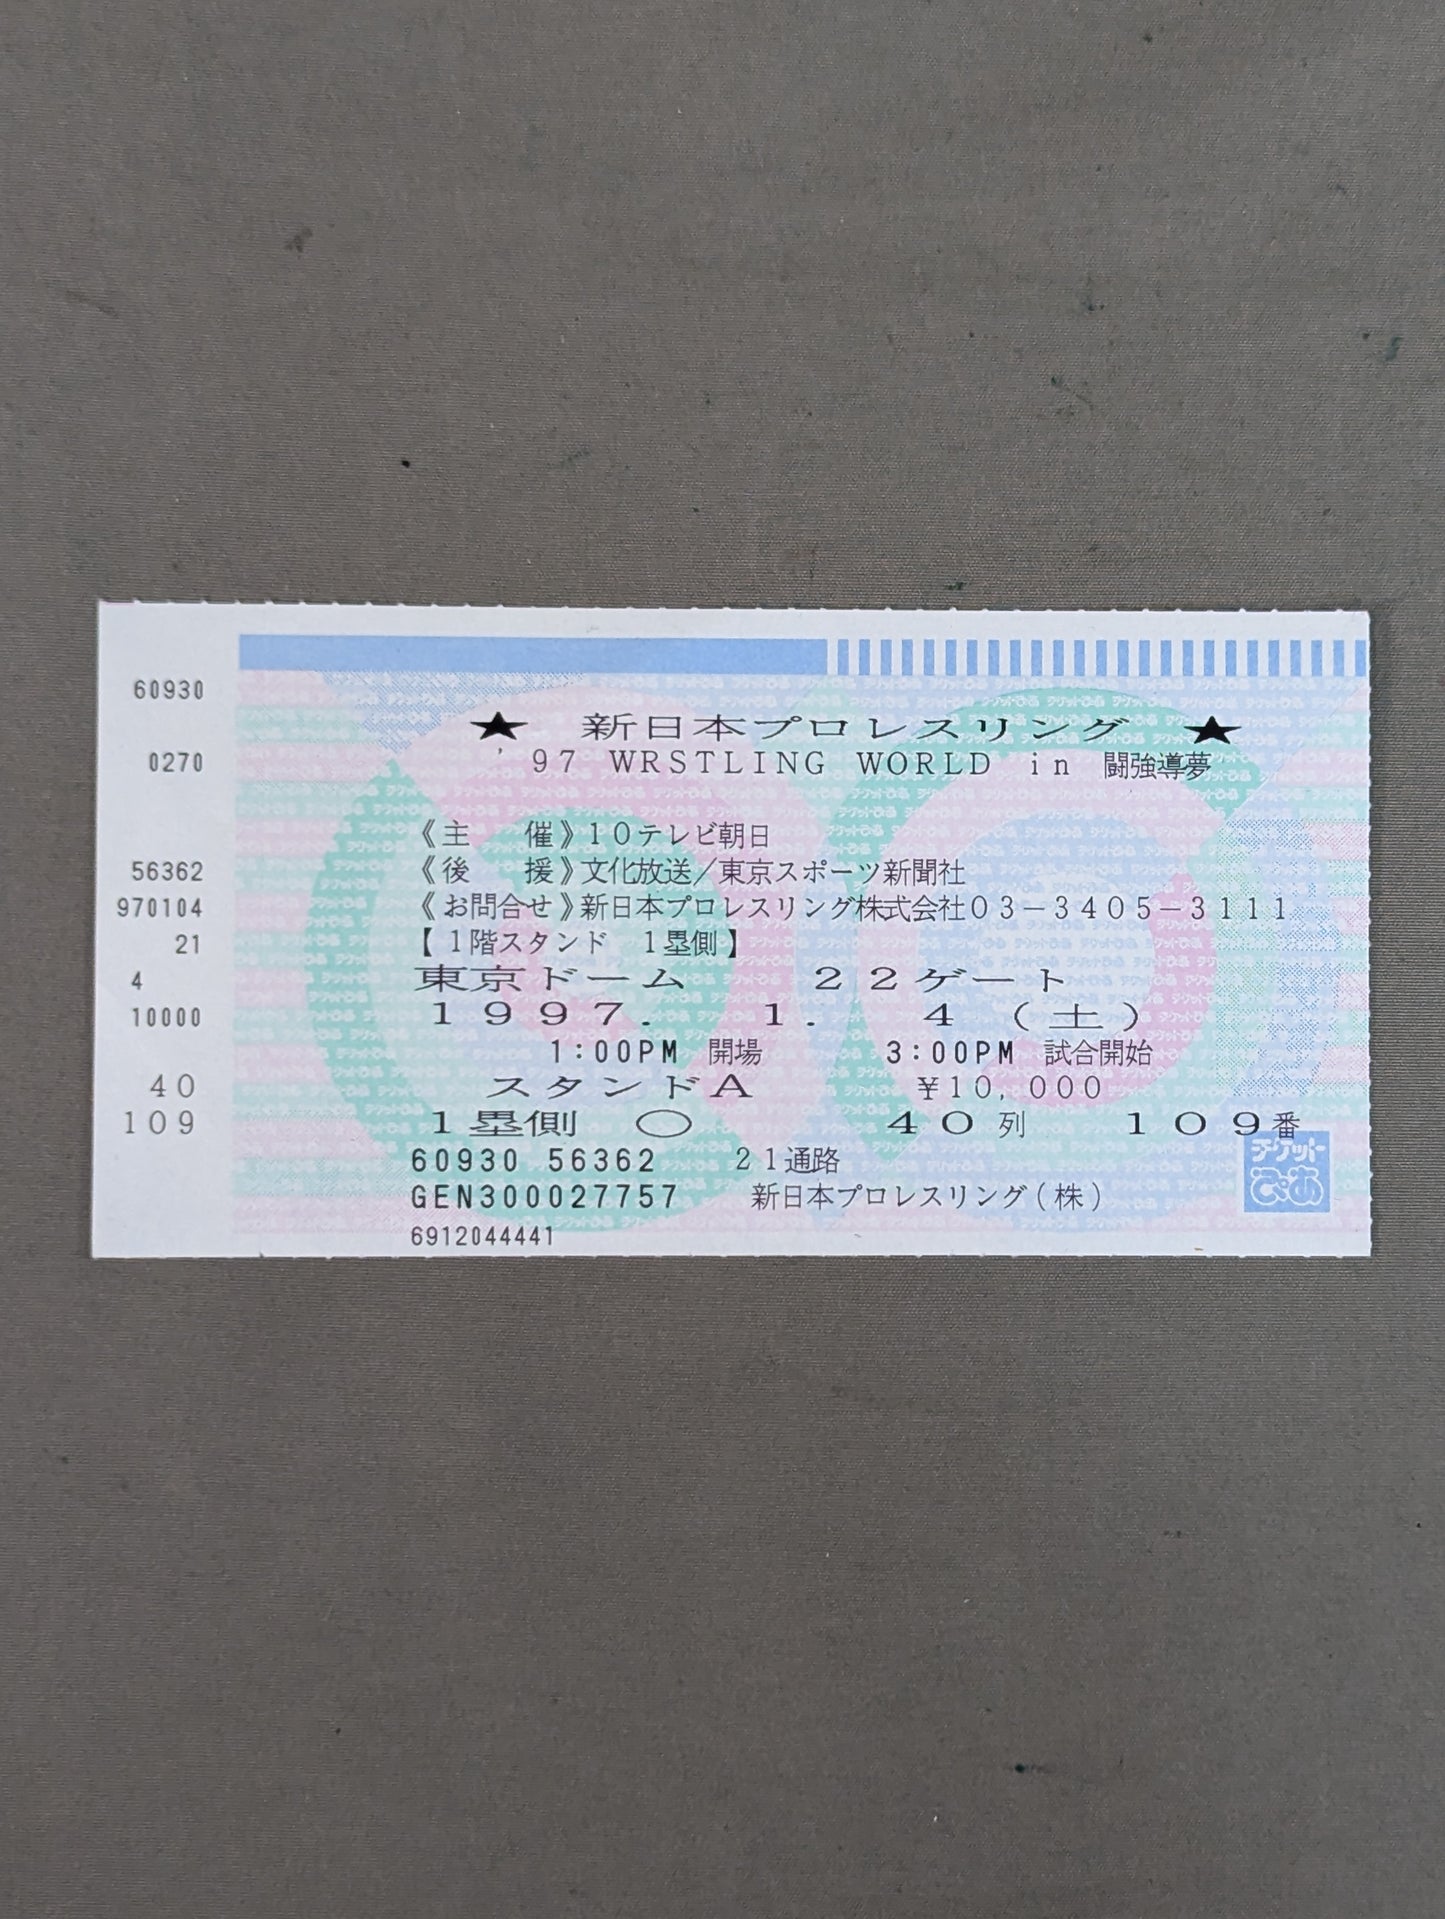 60930
0270
56362
970104
21
4
10000
40
109
★ 新日本プロレスリング ★
'97 WRSTLING WORLD in 闘強導夢
《主 催》10テレビ朝日
《後 援》文化放送/東京スポーツ新聞社
《お問合せ》新日本プロレスリング株式会社03-3405-3111
【1階スタンド 1塁側】
東京ドーム 22ゲート
1997. 1. 4 (土)
1:00PM 開場 3:00PM 試合開始
スタンドA ¥10,000
1塁側 ○ 40列 109番
60930 56362 21通路
GEN300027757 新日本プロレスリング(株)
6912044441
チケット
ぴあ